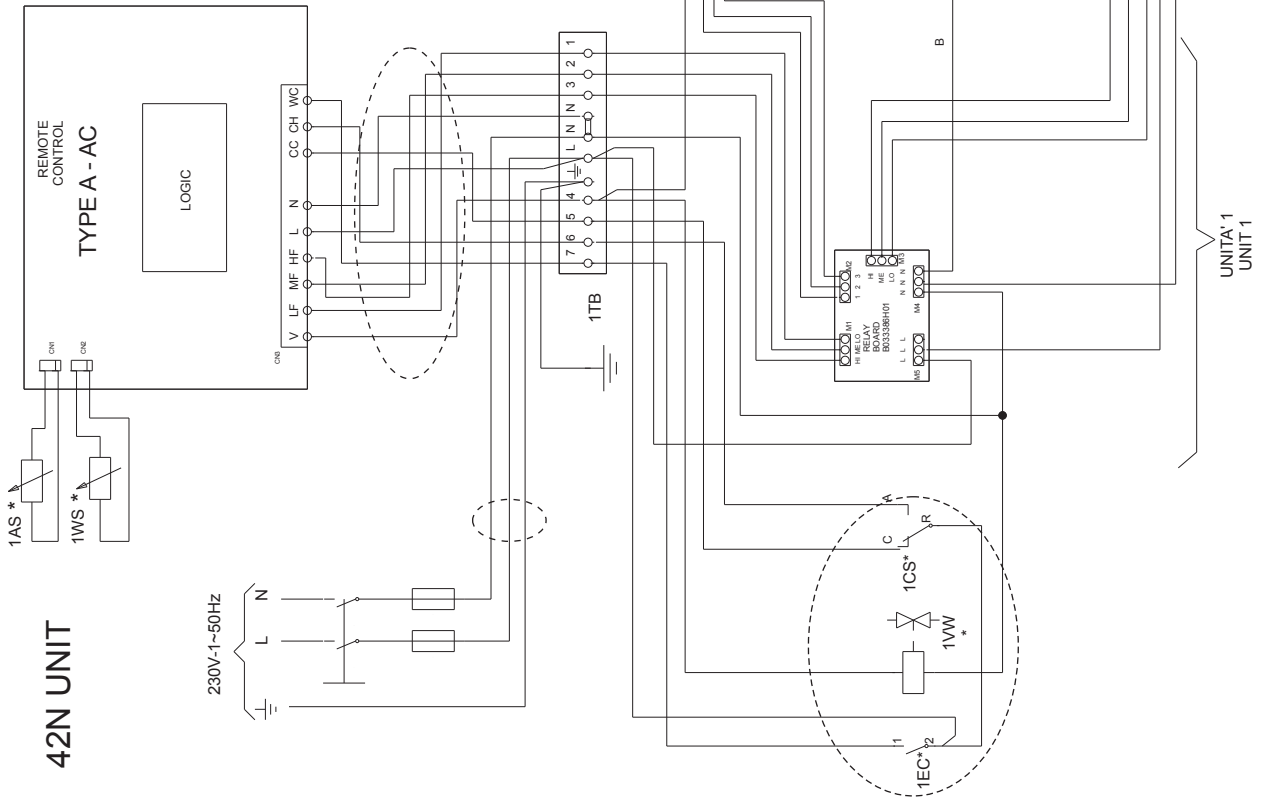 42N UNIT
1AS *
1WS *
CN1
CN2
REMOTE
CONTROL
TYPE A - AC
LOGIC
CN3
V
LF
MF
HF
L
N
CC
CH
WC
230V-1~50Hz
L
N
1TB
7
6
5
4
L
N
N
3
2
1
M1
HI
ME
LO
M2
1
2
3
M3
HI
ME
LO
RELAY
BOARD
B033386H01
M5
L
L
L
M4
N
N
N
B
1EC*
1
2
1VW
*
1CS*
C
R
A
UNITA' 1
UNIT 1